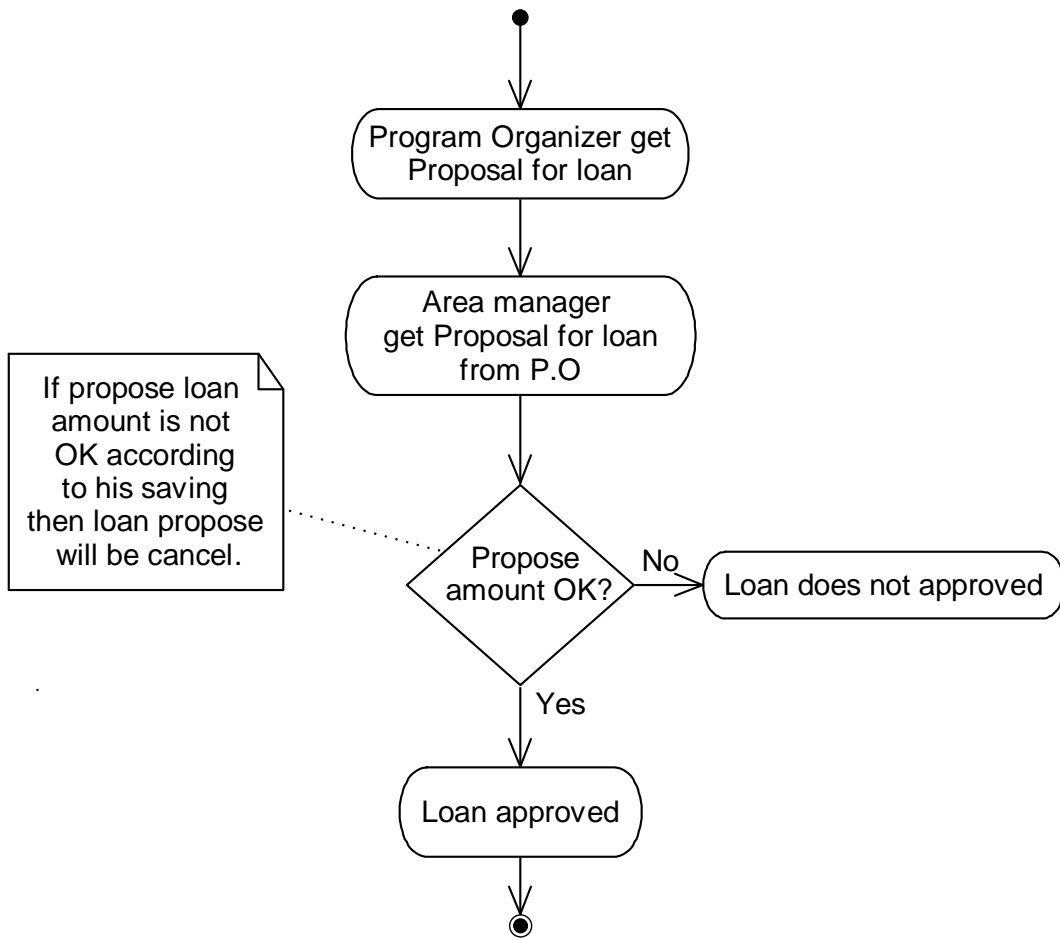 Program Organizer get
Proposal for loan
Area manager
get Proposal for loan
from P.O
If propose loan
amount is not
OK according
to his saving
then loan propose
will be cancel.
Propose
amount OK?
No
Loan does not approved
Yes
Loan approved